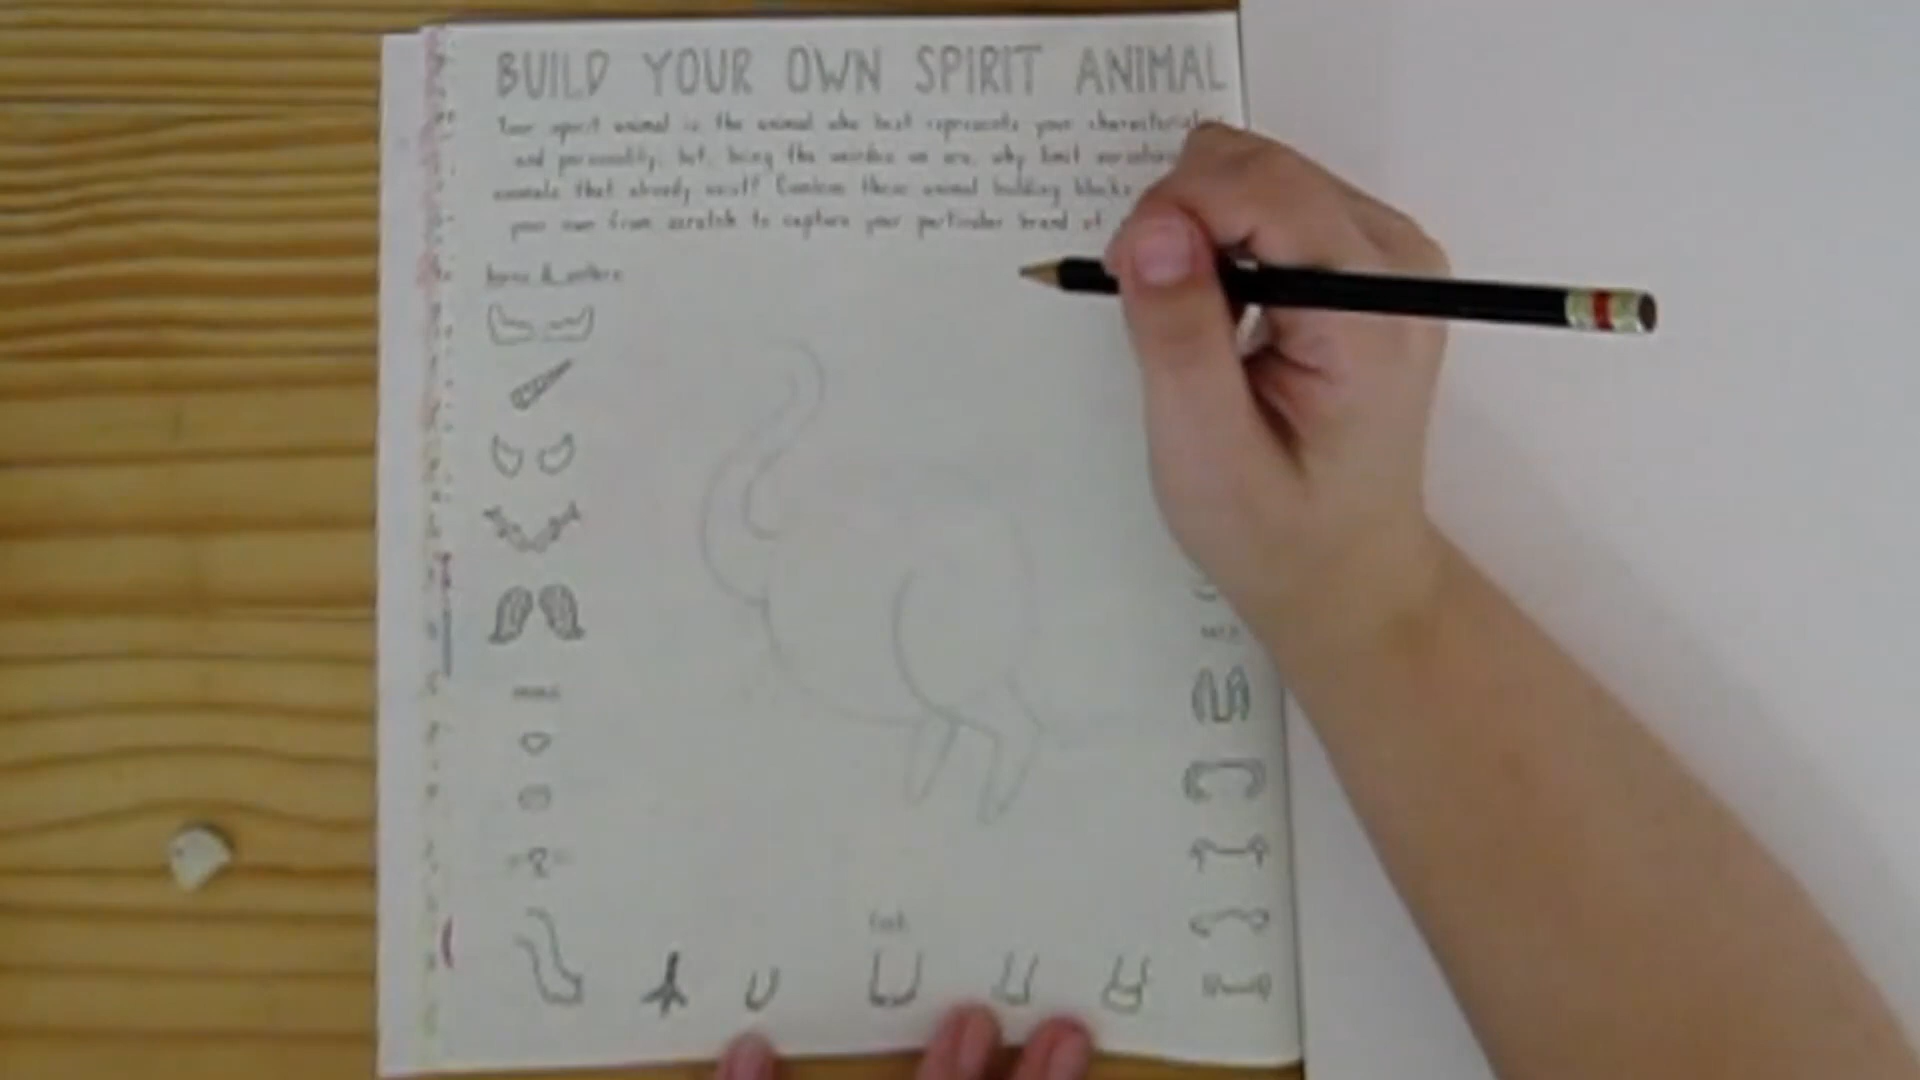 BUILD YOUR OWN SPIRIT ANIMAL
Your spirit animal is the animal who best represents your characteristics
and personality, but, being the weirdos we are, why limit ourselves
animals that already exist? Combine these animal building blocks
your own from scratch to capture your particular brand of
horns & antlers
feet